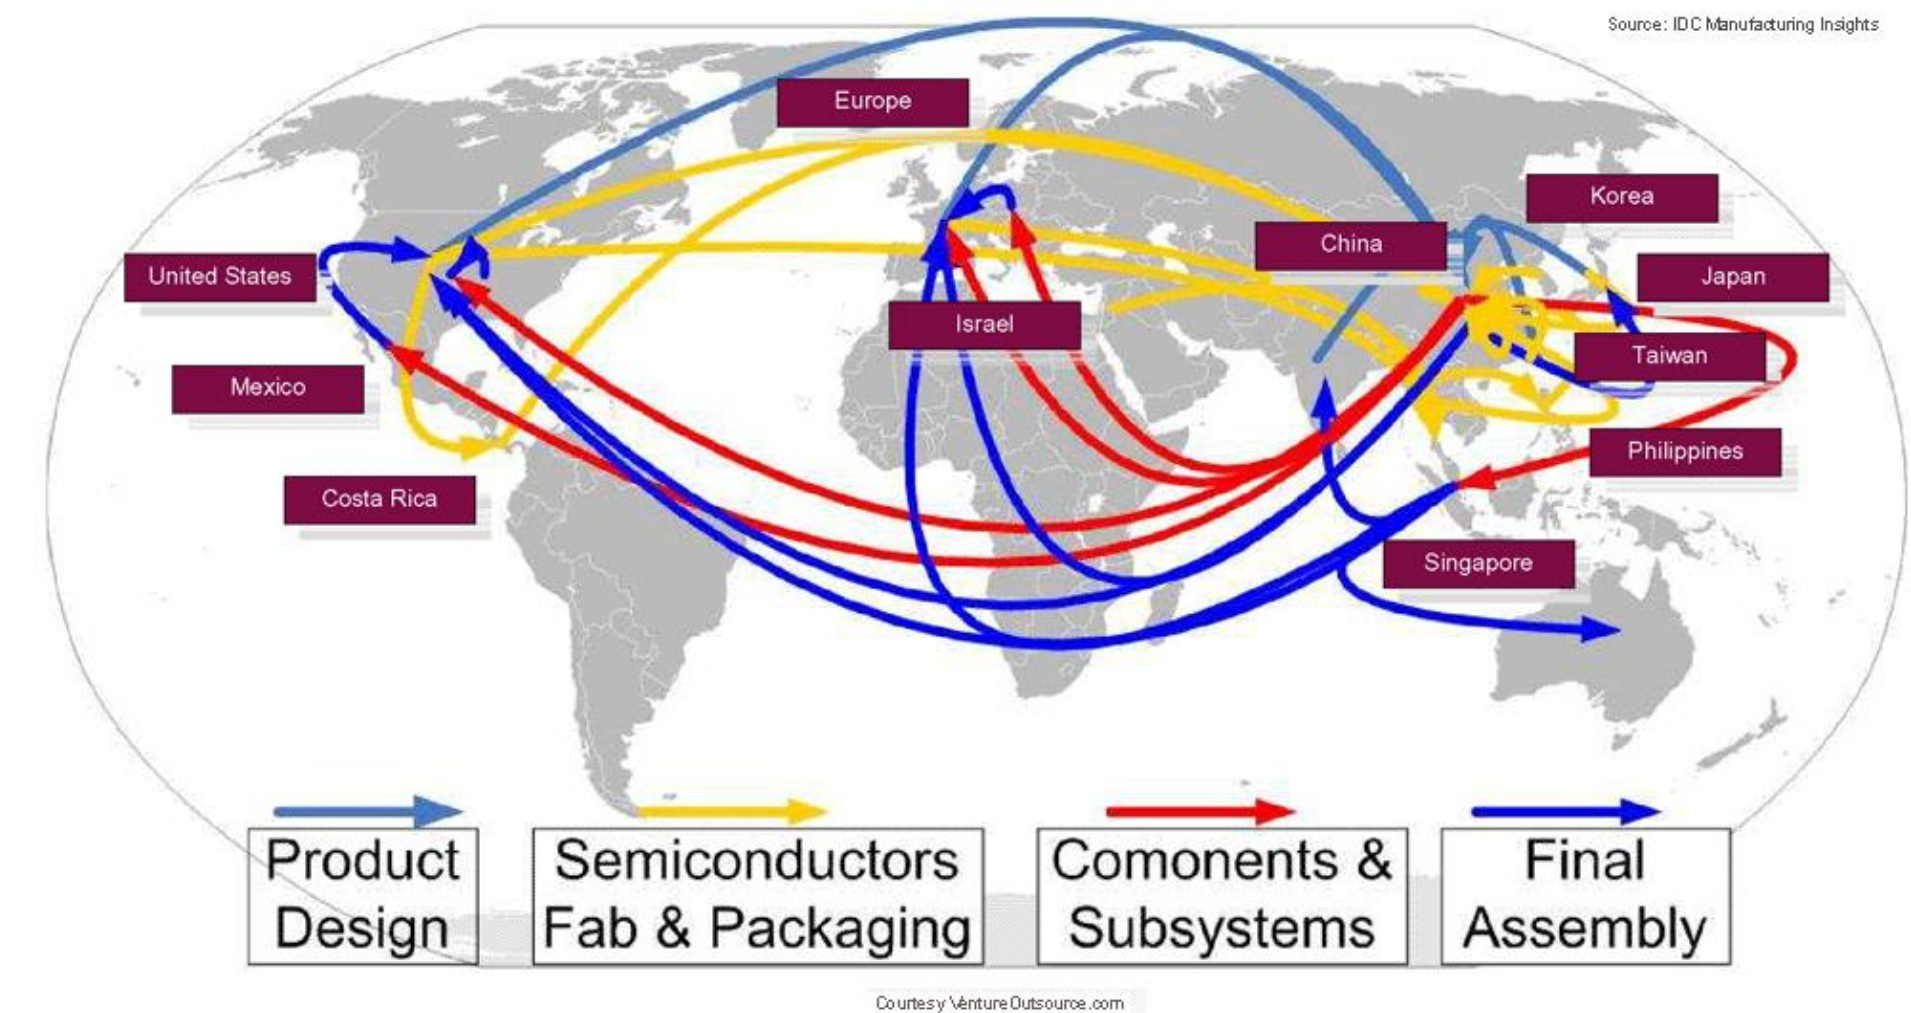 Source: IDC Manufacturing Insights
Europe
Korea
China
United States
Japan
Israel
Taiwan
Mexico
Philippines
Costa Rica
Singapore
Product
Design
Semiconductors
Fab & Packaging
Comonents &
Subsystems
Final
Assembly
Courtesy VentureOutsource.com